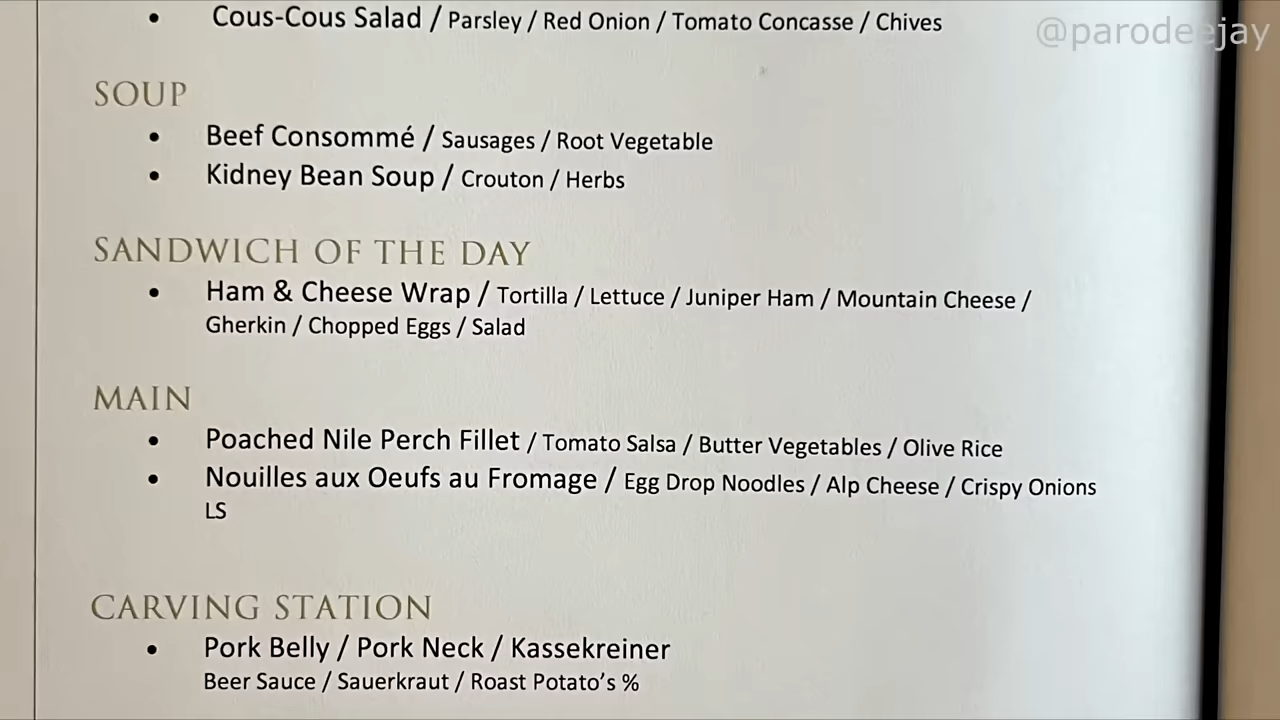 @parodeejay
• Cous-Cous Salad / Parsley / Red Onion / Tomato Concasse / Chives
SOUP
• Beef Consommé / Sausages / Root Vegetable
• Kidney Bean Soup / Crouton / Herbs
SANDWICH OF THE DAY
• Ham & Cheese Wrap / Tortilla / Lettuce / Juniper Ham / Mountain Cheese /
Gherkin / Chopped Eggs / Salad
MAIN
• Poached Nile Perch Fillet / Tomato Salsa / Butter Vegetables / Olive Rice
• Nouilles aux Oeufs au Fromage / Egg Drop Noodles / Alp Cheese / Crispy Onions
LS
CARVING STATION
• Pork Belly / Pork Neck / Kassekreiner
Beer Sauce / Sauerkraut / Roast Potato’s %